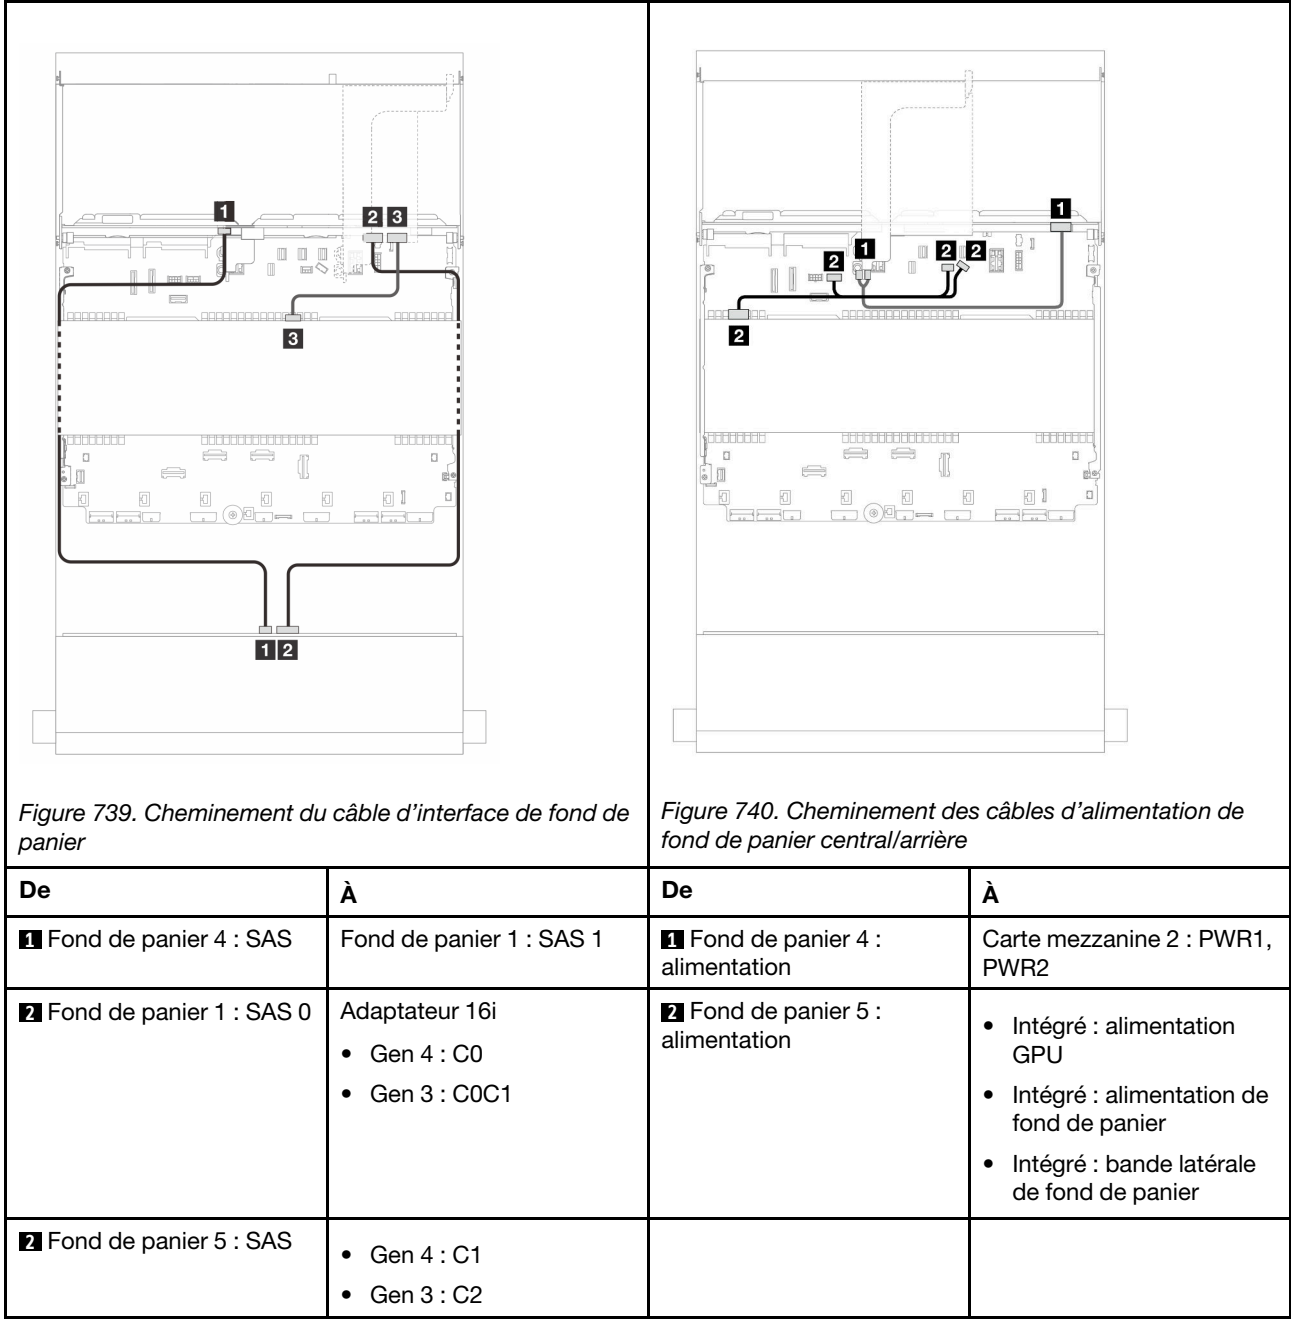 1
2 3
3
1 2
1
1
2
2 2
2
Figure 739. Cheminement du câble d’interface de fond de
panier
Figure 740. Cheminement des câbles d’alimentation de
fond de panier central/arrière
De
À
De
À
1 Fond de panier 4 : SAS
Fond de panier 1 : SAS 1
1 Fond de panier 4 :
alimentation
Carte mezzanine 2 : PWR1,
PWR2
2 Fond de panier 1 : SAS 0
Adaptateur 16i
• Gen 4 : C0
• Gen 3 : C0C1
2 Fond de panier 5 :
alimentation
• Intégré : alimentation
GPU
• Intégré : alimentation de
fond de panier
• Intégré : bande latérale
de fond de panier
2 Fond de panier 5 : SAS
• Gen 4 : C1
• Gen 3 : C2